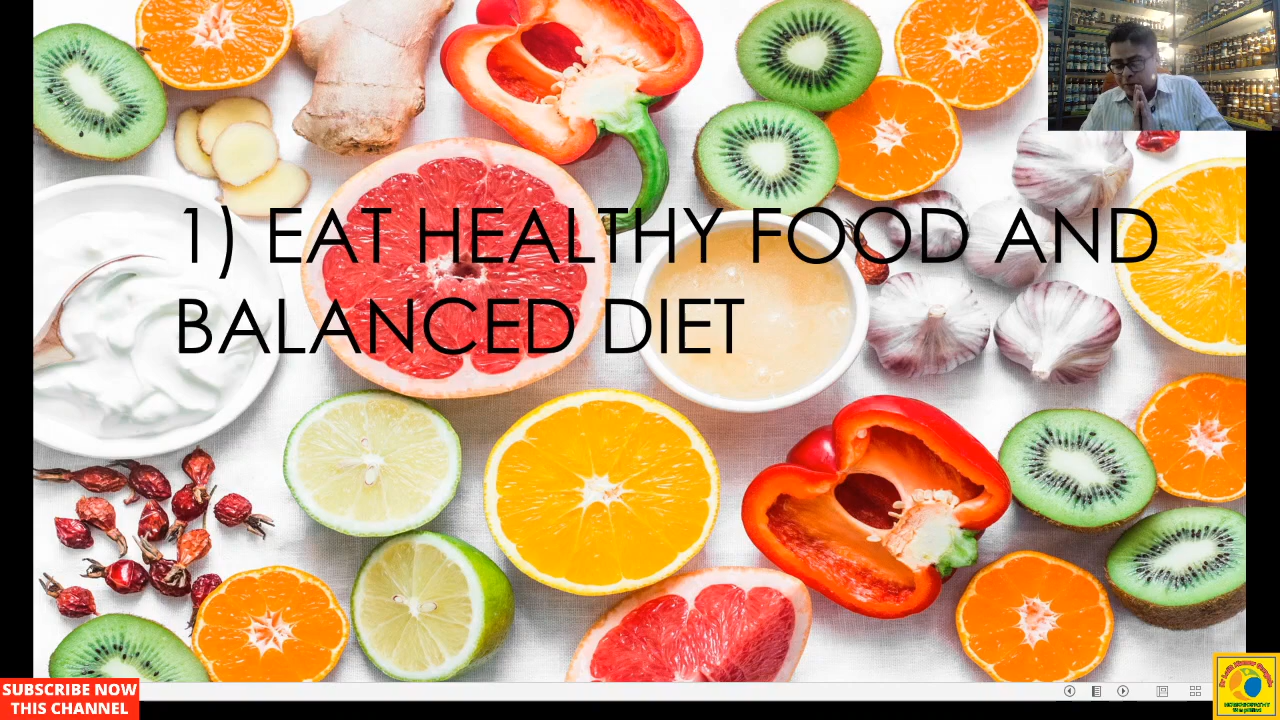 1) EAT HEALTHY FOOD AND
BALANCED DIET
SUBSCRIBE NOW
THIS CHANNEL